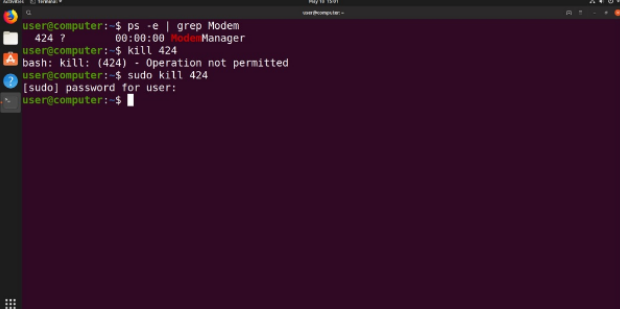 Activities Terminal May 10 15:01
user@computer:~
user@computer:~$ ps -e | grep Modem
424 ? 00:00:00 ModemManager
user@computer:~$ kill 424
bash: kill: (424) - Operation not permitted
user@computer:~$ sudo kill 424
[sudo] password for user:
user@computer:~$